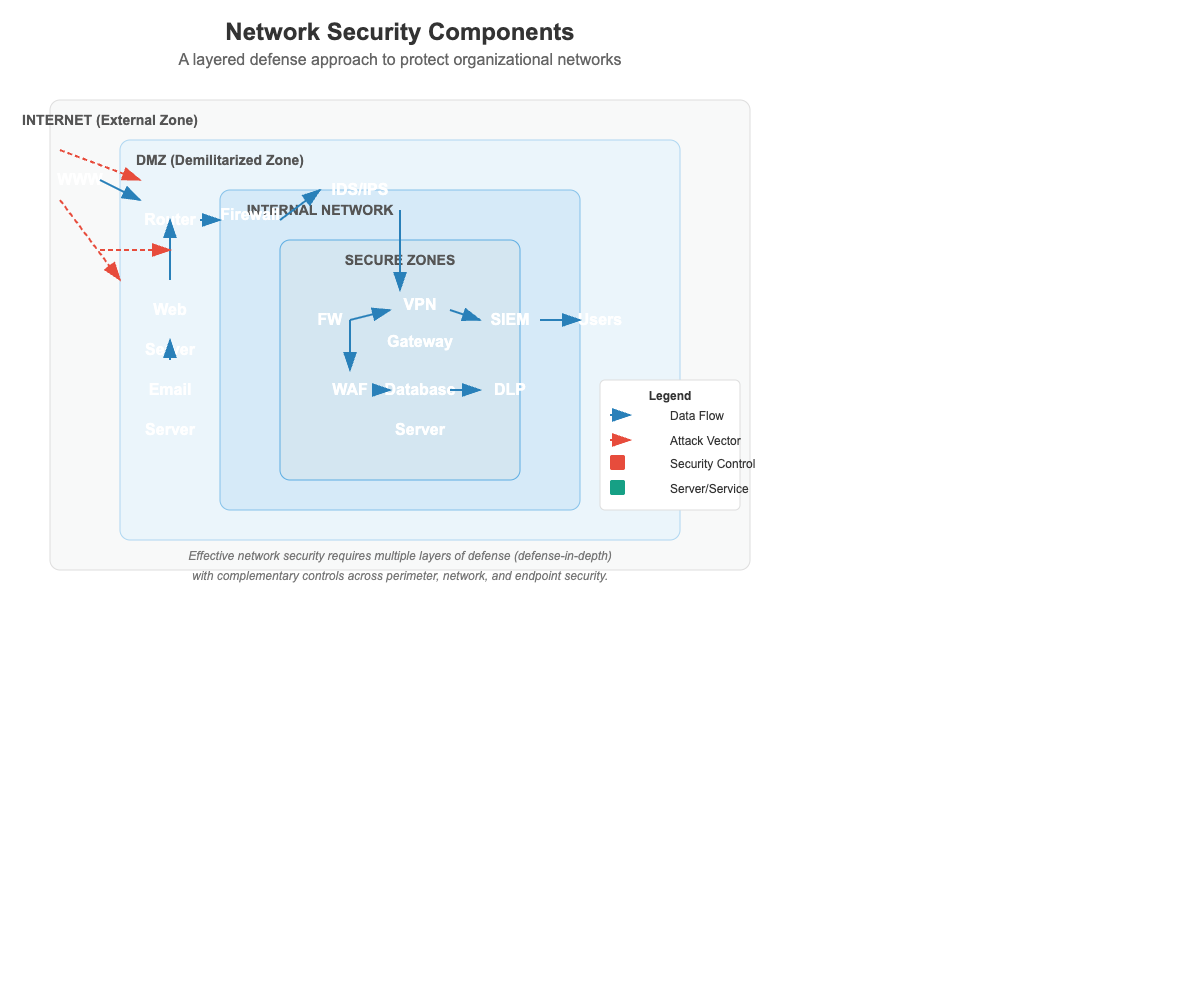 Network Security Components
A layered defense approach to protect organizational networks
INTERNET (External Zone)
DMZ (Demilitarized Zone)
WWW
IDS/IPS
INTERNAL NETWORK
Router
Firewall
SECURE ZONES
Web
Server
Email
Server
FW
VPN
Gateway
SIEM
Users
WAF
Database
Server
DLP
Legend
Data Flow
Attack Vector
Security Control
Server/Service
Effective network security requires multiple layers of defense (defense-in-depth)
with complementary controls across perimeter, network, and endpoint security.